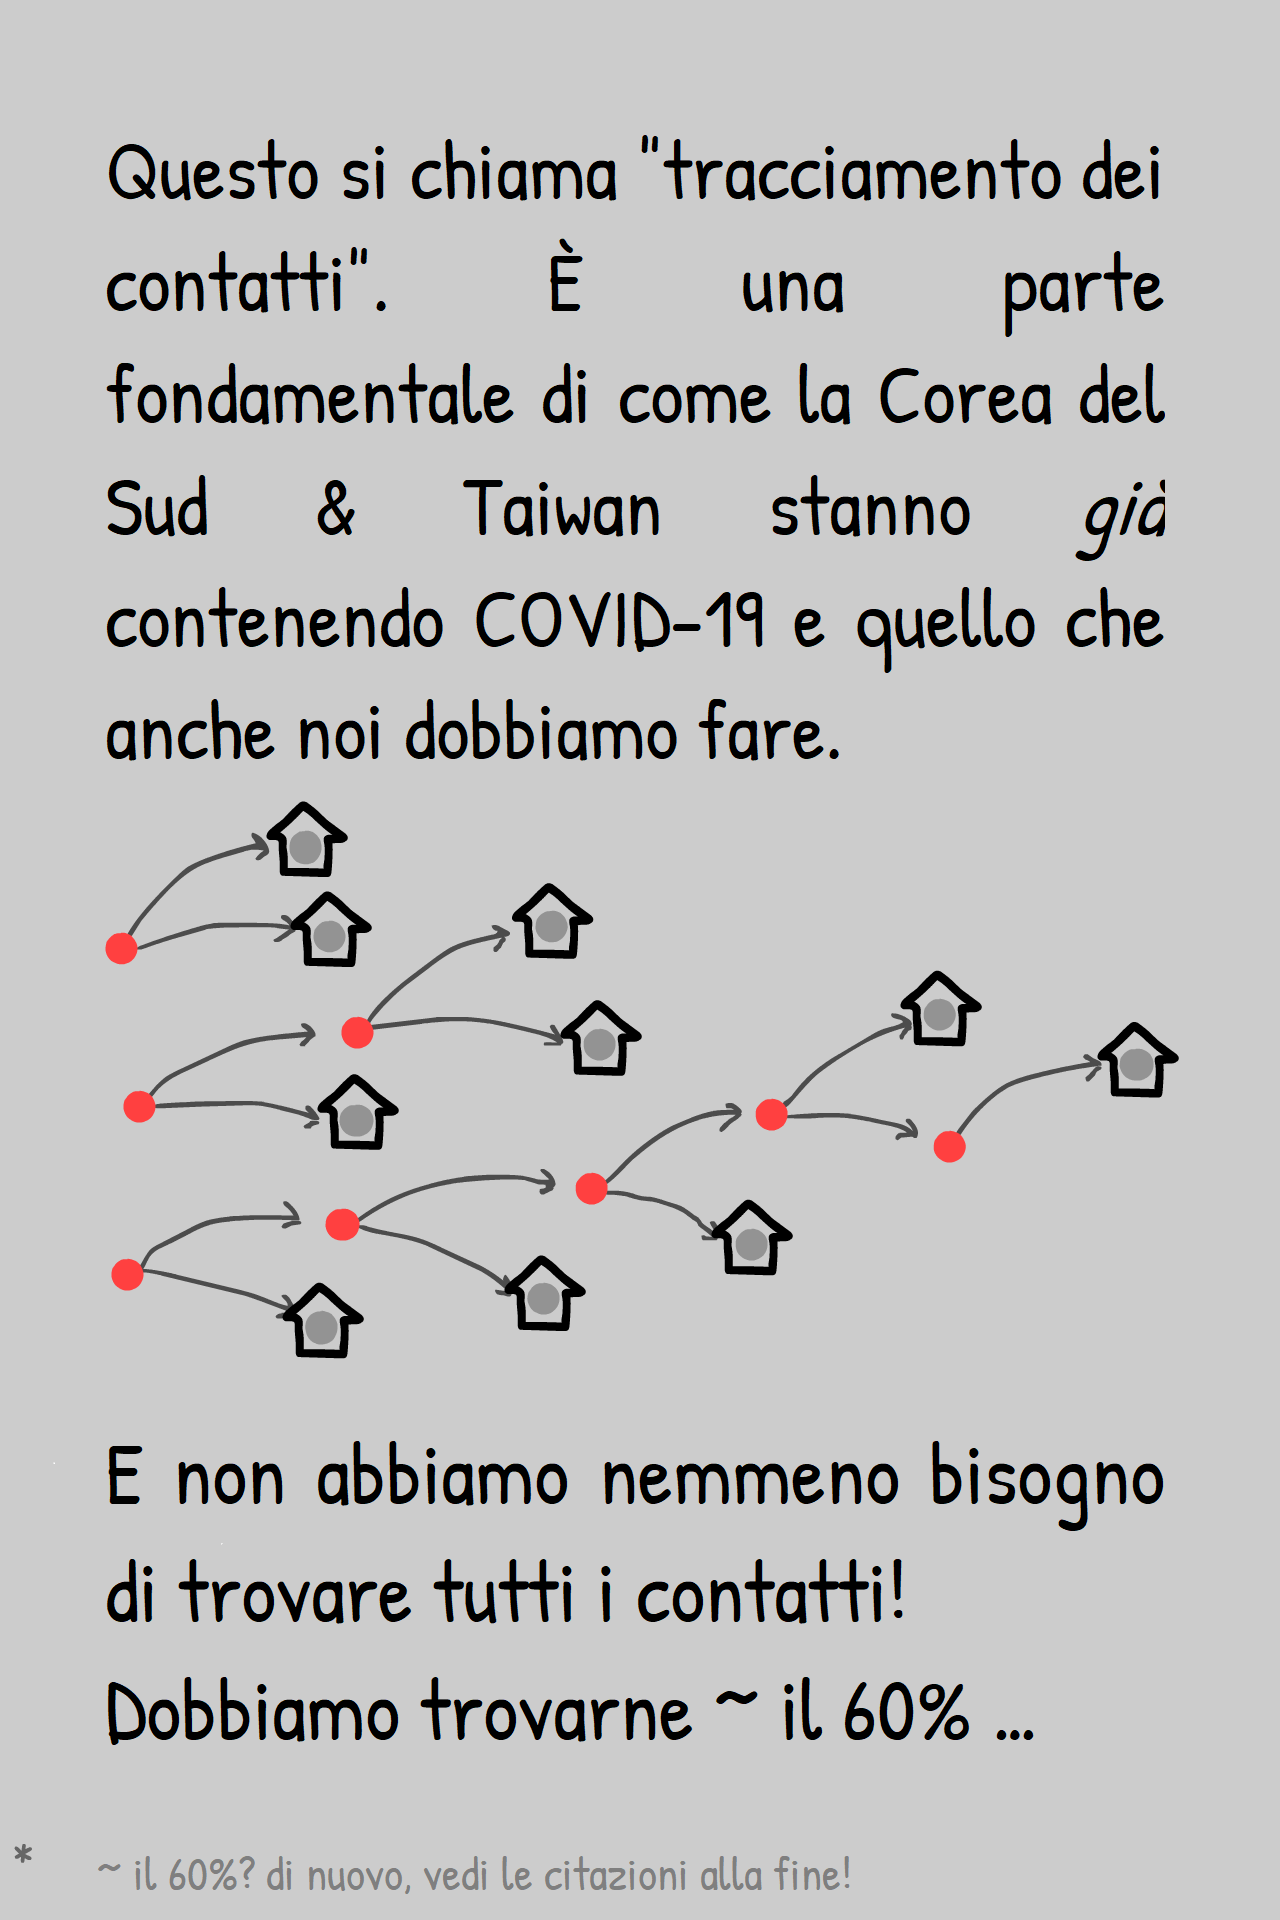 Questo si chiama "tracciamento dei
contatti". È una parte
fondamentale di come la Corea del
Sud & Taiwan stanno già
contenendo COVID-19 e quello che
anche noi dobbiamo fare.
E non abbiamo nemmeno bisogno
di trovare tutti i contatti!
Dobbiamo trovarne ~ il 60% ...
* ~ il 60%? di nuovo, vedi le citazioni alla fine!